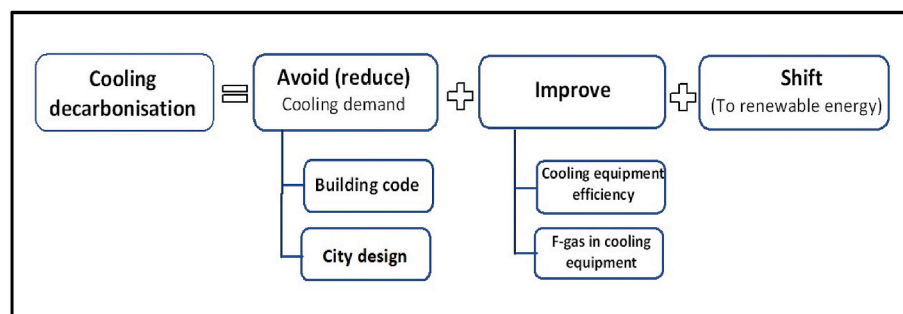 Cooling
decarbonisation
=
Avoid (reduce)
Cooling demand
+
Improve
+
Shift
(To renewable energy)
Building code
City design
Cooling equipment
efficiency
F-gas in cooling
equipment